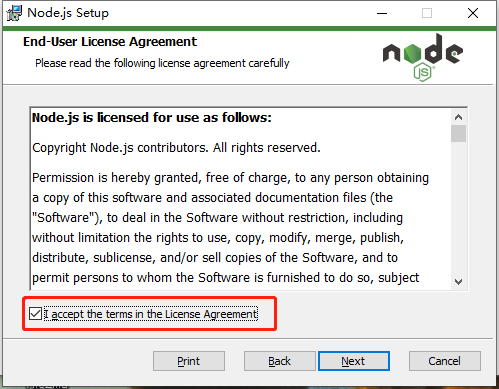 Node.js Setup
End-User License Agreement
Please read the following license agreement carefully
node
JS
Node.js is licensed for use as follows:
Copyright Node.js contributors. All rights reserved.
Permission is hereby granted, free of charge, to any person obtaining
a copy of this software and associated documentation files (the
"Software"), to deal in the Software without restriction, including
without limitation the rights to use, copy, modify, merge, publish,
distribute, sublicense, and/or sell copies of the Software, and to
permit persons to whom the Software is furnished to do so, subject
I accept the terms in the License Agreement
Print Back Next Cancel